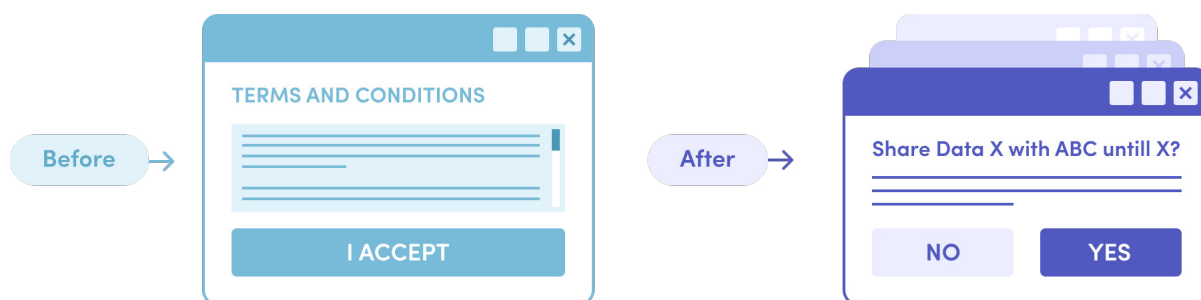 Before
TERMS AND CONDITIONS
I ACCEPT
After
Share Data X with ABC untill X?
NO
YES